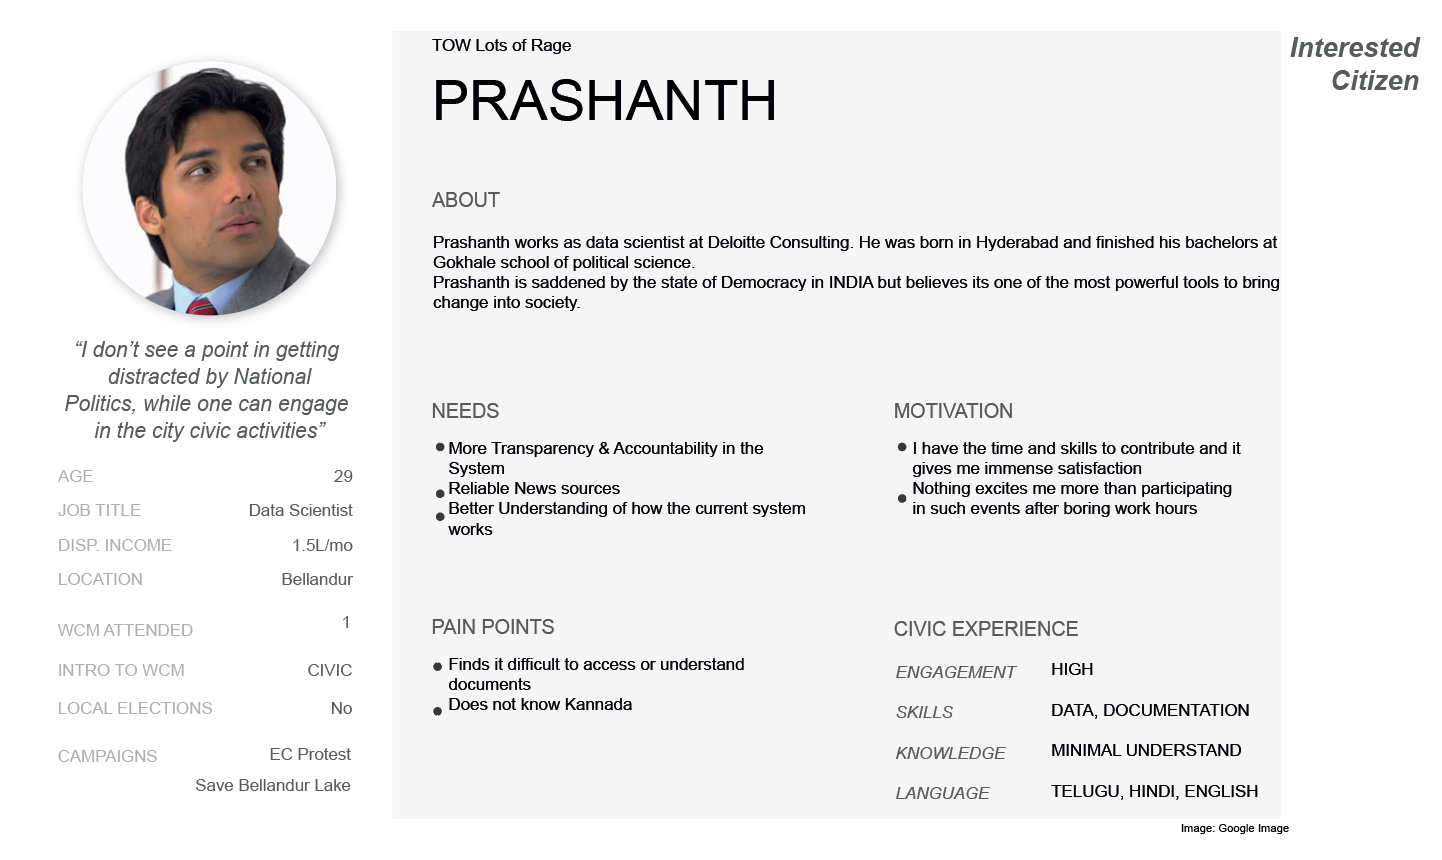 TOW Lots of Rage
PRASHANTH
Interested
Citizen
ABOUT
Prashanth works as data scientist at Deloitte Consulting. He was born in Hyderabad and finished his bachelors at
Gokhale school of political science.
Prashanth is saddened by the state of Democracy in INDIA but believes its one of the most powerful tools to bring
change into society.
“I don’t see a point in getting
distracted by National
Politics, while one can engage
in the city civic activities”
AGE 29
JOB TITLE Data Scientist
DISP. INCOME 1.5L/mo
LOCATION Bellandur
WCM ATTENDED 1
INTRO TO WCM CIVIC
LOCAL ELECTIONS No
CAMPAIGNS EC Protest
Save Bellandur Lake
NEEDS
• More Transparency & Accountability in the
System
• Reliable News sources
• Better Understanding of how the current system
works
MOTIVATION
• I have the time and skills to contribute and it
gives me immense satisfaction
• Nothing excites me more than participating
in such events after boring work hours
PAIN POINTS
• Finds it difficult to access or understand
documents
• Does not know Kannada
CIVIC EXPERIENCE
ENGAGEMENT HIGH
SKILLS DATA, DOCUMENTATION
KNOWLEDGE MINIMAL UNDERSTAND
LANGUAGE TELUGU, HINDI, ENGLISH
Image: Google Image